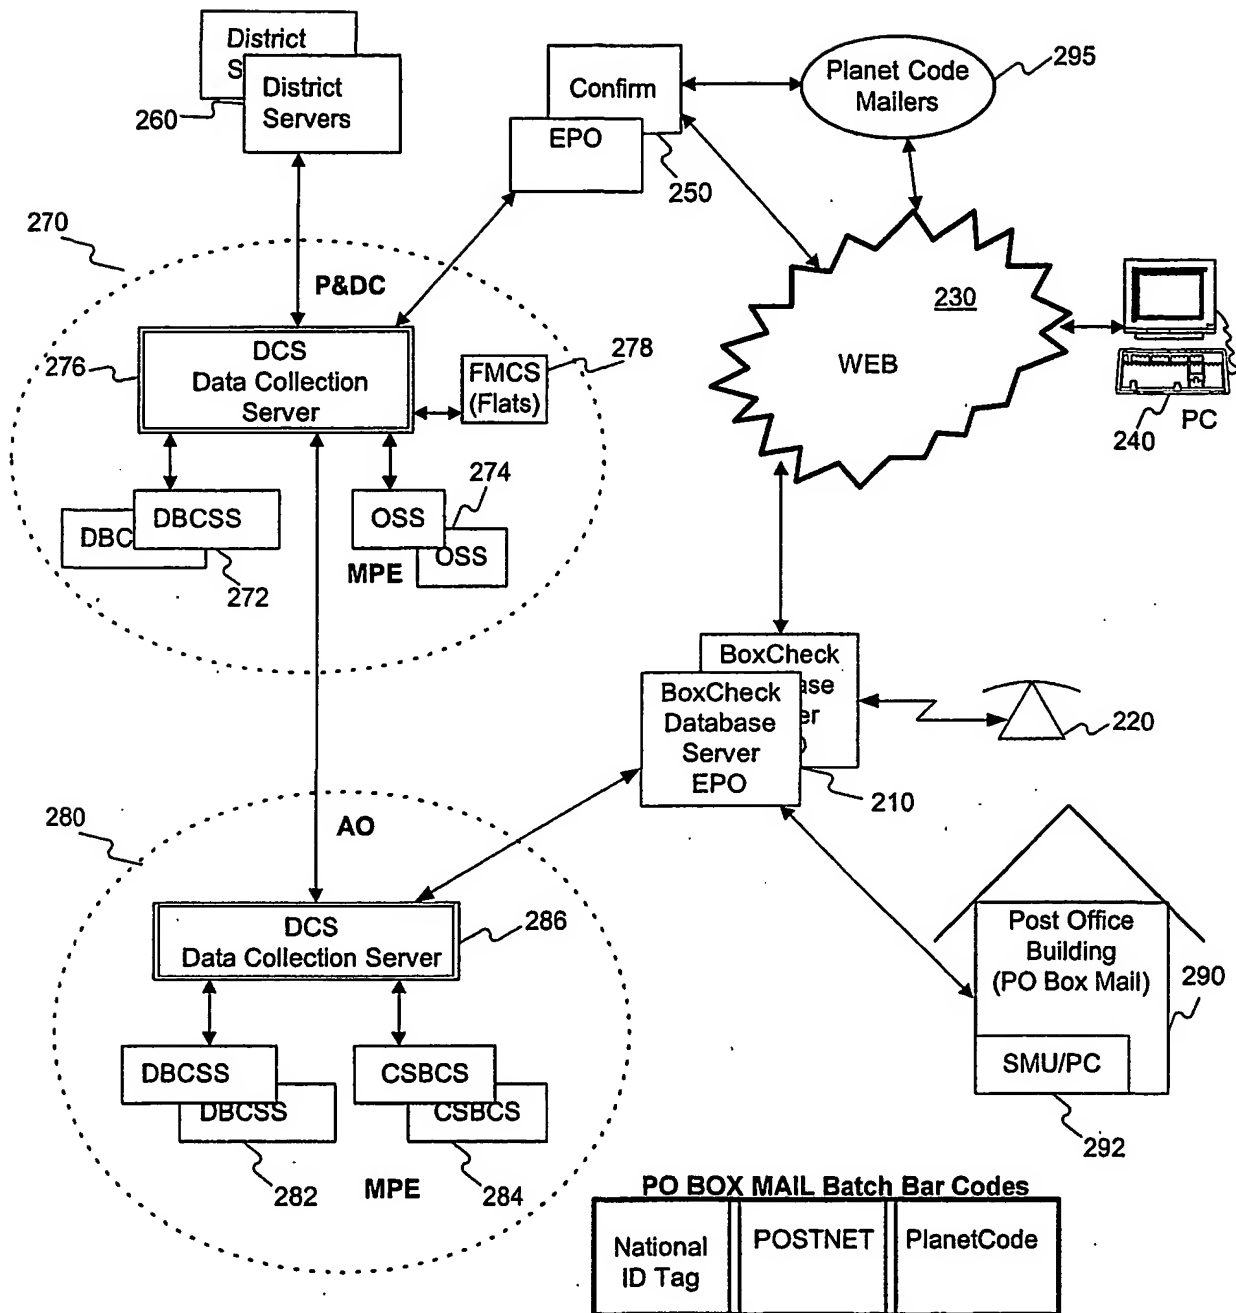 District
S
District
Servers
260
Confirm
EPO
250
Planet Code
Mailers
295
270
P&DC
276
DCS
Data Collection
Server
FMCS
(Flats)
278
230
WEB
240
PC
DBC
DBCSS
272
OSS
274
OSS
MPE
BoxCheck
ase
er
)
BoxCheck
Database
Server
EPO
210
220
280
AO
DCS
Data Collection Server
286
DBCSS
DBCSS
282
CSBCS
CSBCS
284
MPE
Post Office
Building
(PO Box Mail)
290
SMU/PC
292
PO BOX MAIL Batch Bar Codes
National
ID Tag
POSTNET
PlanetCode